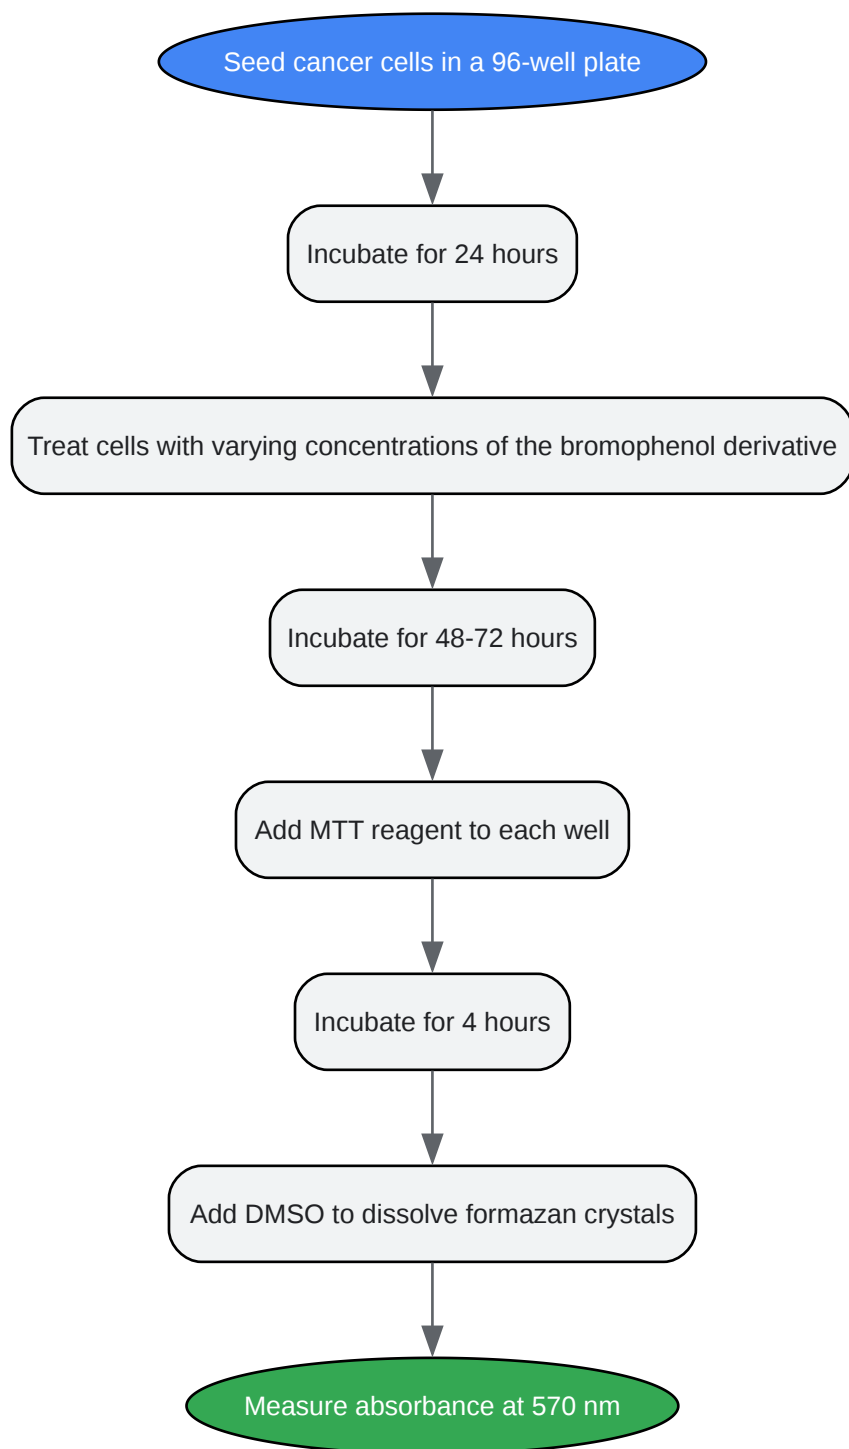 Seed cancer cells in a 96-well plate
Incubate for 24 hours
Treat cells with varying concentrations of the bromophenol derivative
Incubate for 48-72 hours
Add MTT reagent to each well
Incubate for 4 hours
Add DMSO to dissolve formazan crystals
Measure absorbance at 570 nm